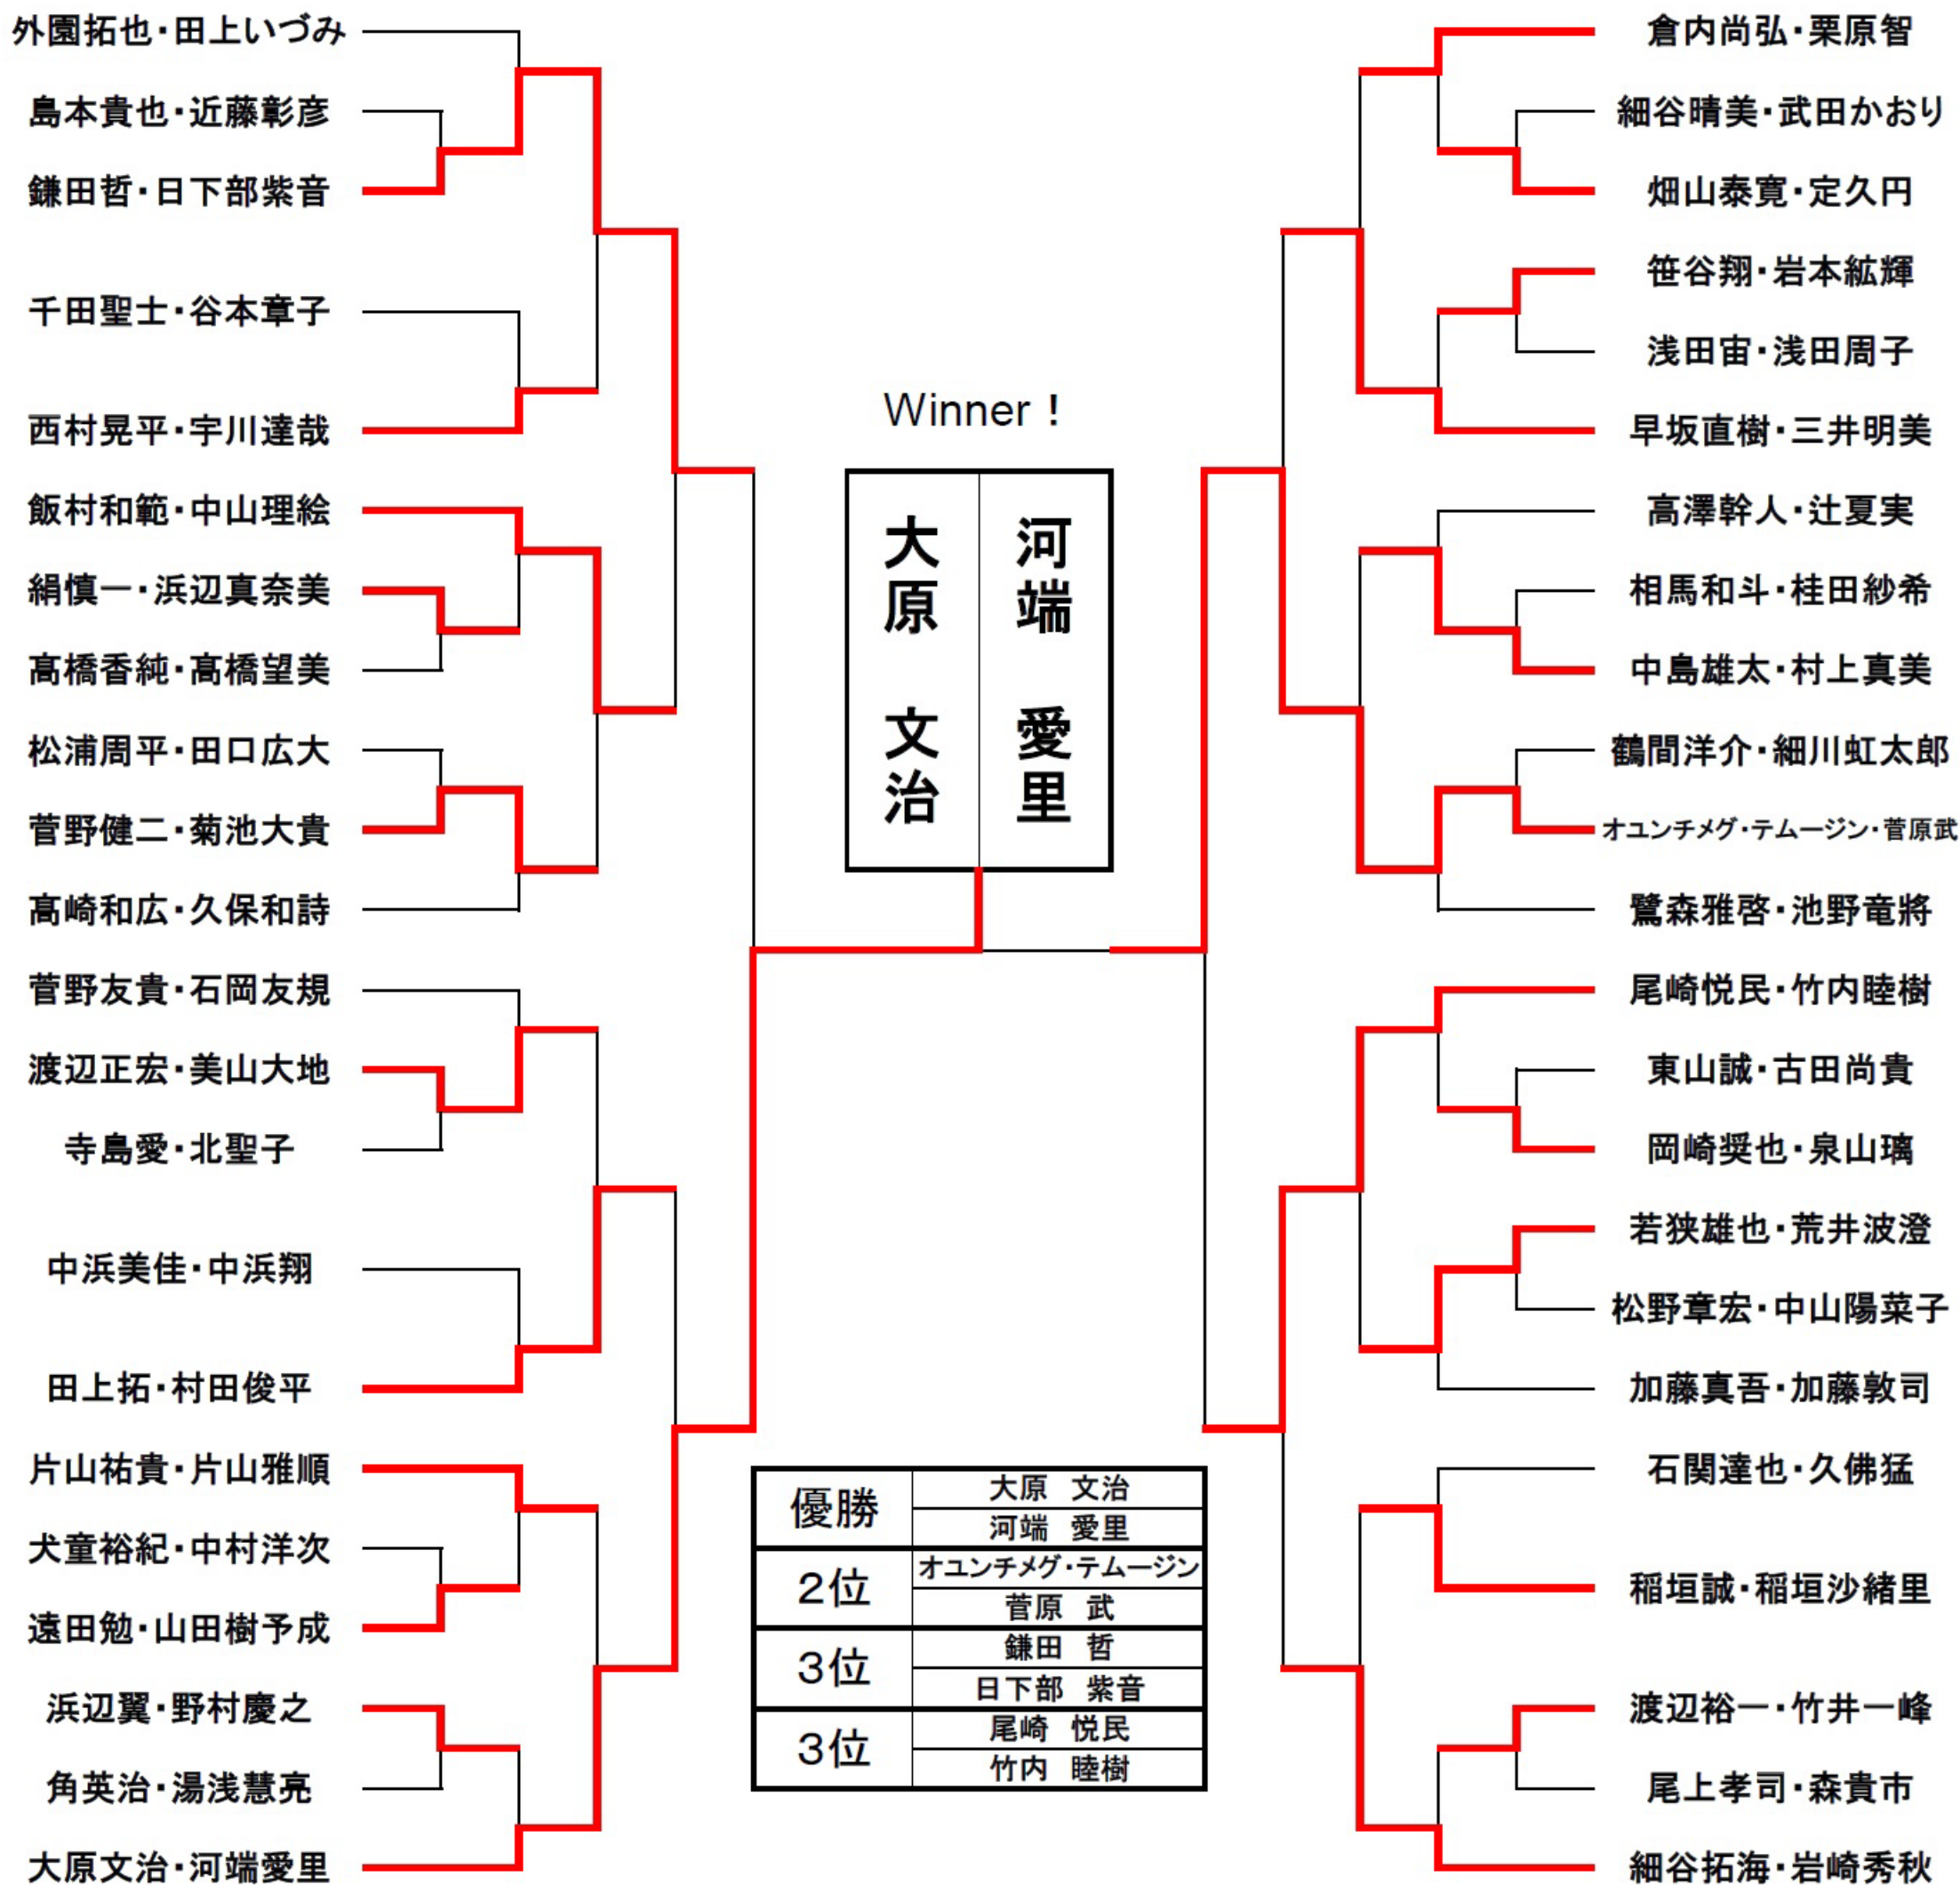 外園拓也・田上いづみ
島本貴也・近藤彰彦
鎌田哲・日下部紫音
千田聖士・谷本章子
西村晃平・宇川達哉
飯村和範・中山理絵
絹慎一・浜辺真奈美
髙橋香純・髙橋望美
松浦周平・田口広大
菅野健二・菊池大貴
髙崎和広・久保和詩
菅野友貴・石岡友規
渡辺正宏・美山大地
寺島愛・北聖子
中浜美佳・中浜翔
田上拓・村田俊平
片山祐貴・片山雅順
犬童裕紀・中村洋次
遠田勉・山田樹予成
浜辺翼・野村慶之
角英治・湯浅慧亮
大原文治・河端愛里
Winner！
大原　文治
河端　愛里
優勝
大原　文治
河端　愛里
2位
オユンチメグ・テムージン
菅原　武
3位
鎌田　哲
日下部　紫音
3位
尾崎　悦民
竹内　睦樹
倉内尚弘・栗原智
細谷晴美・武田かおり
畑山泰寛・定久円
笹谷翔・岩本紘輝
浅田宙・浅田周子
早坂直樹・三井明美
高澤幹人・辻夏実
相馬和斗・桂田紗希
中島雄太・村上真美
鶴間洋介・細川虹太郎
オユンチメグ・テムージン・菅原武
鷺森雅啓・池野竜將
尾崎悦民・竹内睦樹
東山誠・古田尚貴
岡崎奨也・泉山璃
若狭雄也・荒井波澄
松野章宏・中山陽菜子
加藤真吾・加藤敦司
石関達也・久佛猛
稲垣誠・稲垣沙緒里
渡辺裕一・竹井一峰
尾上孝司・森貴市
細谷拓海・岩崎秀秋